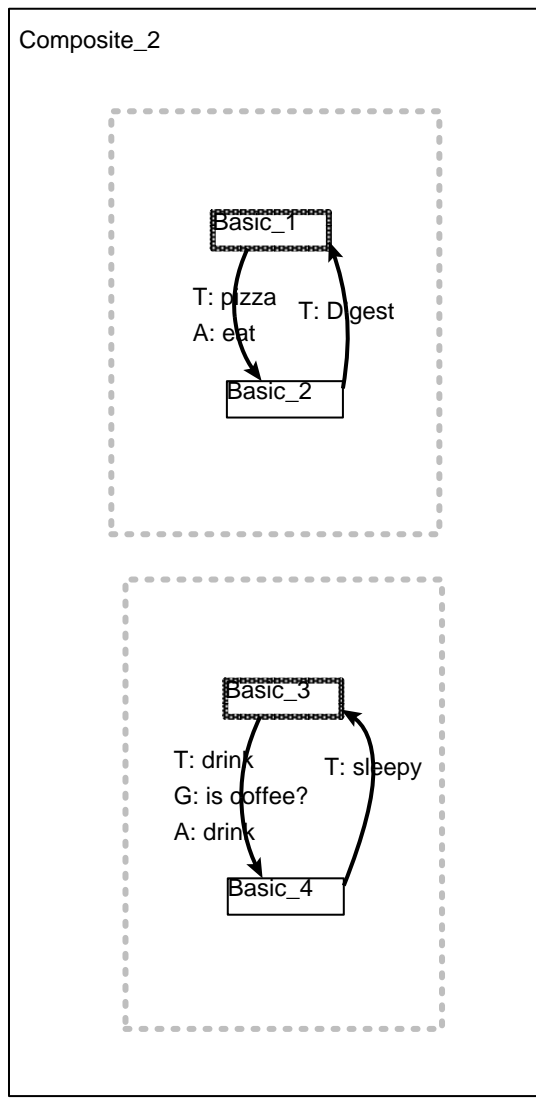 Composite_2
Basic_1
T: pizza
A: eat
T: Digest
Basic_2
Basic_3
T: drink
G: is coffee?
A: drink
T: sleepy
Basic_4